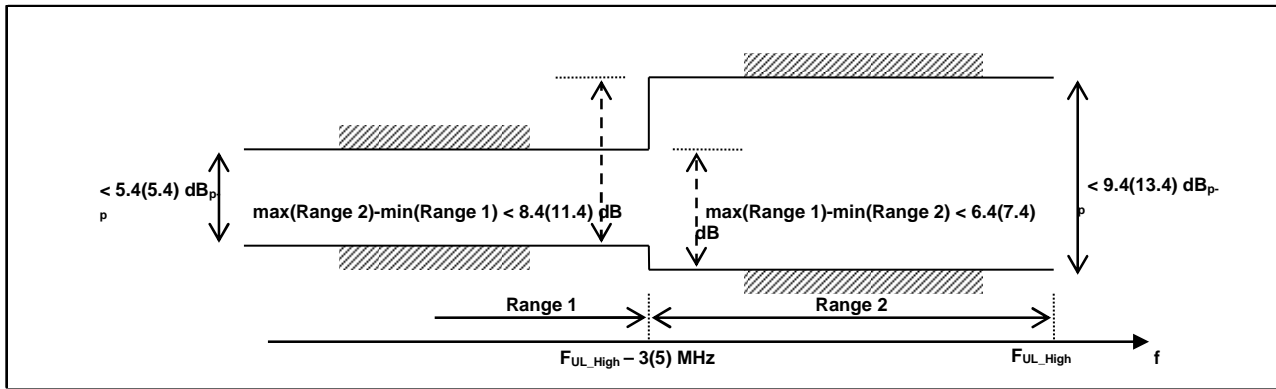 < 5.4(5.4) dBp-
p
max(Range 2)-min(Range 1) < 8.4(11.4) dB
max(Range 1)-min(Range 2) < 6.4(7.4)
dB
< 9.4(13.4) dBp-
p
Range 1
Range 2
FUL_High – 3(5) MHz
FUL_High
f